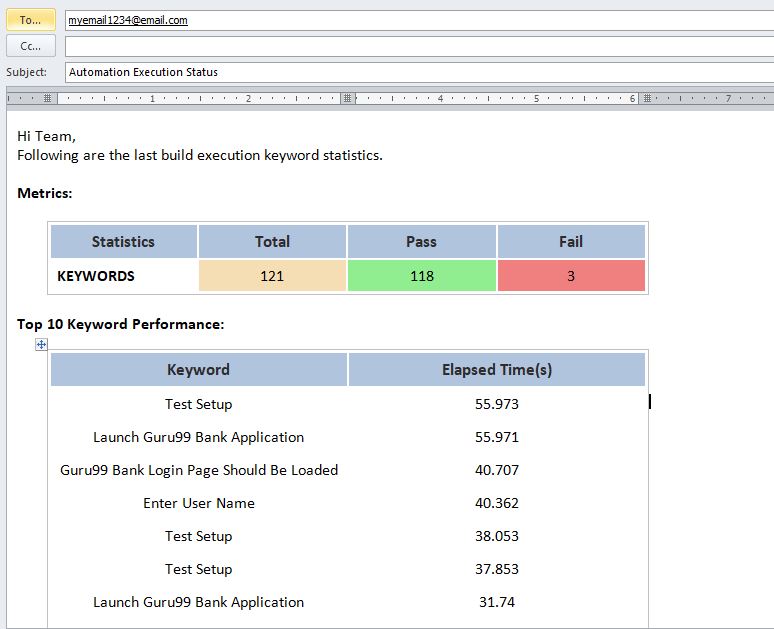 To...
myemail1234@email.com
Cc...
Subject:
Automation Execution Status
1 2 4 5 6 7
Hi Team,
Following are the last build execution keyword statistics.
Metrics:
Statistics Total Pass Fail
KEYWORDS 121 118 3
Top 10 Keyword Performance:
Keyword Elapsed Time(s)
Test Setup 55.973
Launch Guru99 Bank Application 55.971
Guru99 Bank Login Page Should Be Loaded 40.707
Enter User Name 40.362
Test Setup 38.053
Test Setup 37.853
Launch Guru99 Bank Application 31.74